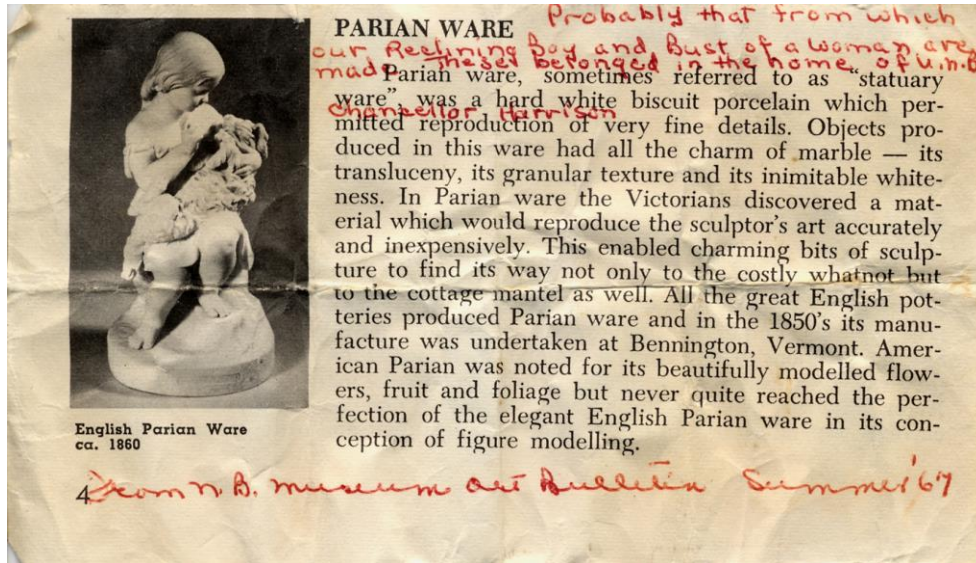 PARIAN WARE
Probably that from which
our Reclining Boy and Bust of a Woman are
made. These belonged in the home of U.N.B
Chancellor Harrison
Parian ware, sometimes referred to as "statuary
ware", was a hard white biscuit porcelain which per-
mitted reproduction of very fine details. Objects pro-
duced in this ware had all the charm of marble — its
transluceny, its granular texture and its inimitable white-
ness. In Parian ware the Victorians discovered a mat-
erial which would reproduce the sculptor's art accurately
and inexpensively. This enabled charming bits of sculp-
ture to find its way not only to the costly whatnot but
to the cottage mantel as well. All the great English pot-
teries produced Parian ware and in the 1850's its manu-
facture was undertaken at Bennington, Vermont. Amer-
ican Parian was noted for its beautifully modelled flow-
ers, fruit and foliage but never quite reached the per-
fection of the elegant English Parian ware in its con-
ception of figure modelling.
English Parian Ware
ca. 1860
4
From N.B. Museum Art Bulletin Summer '67